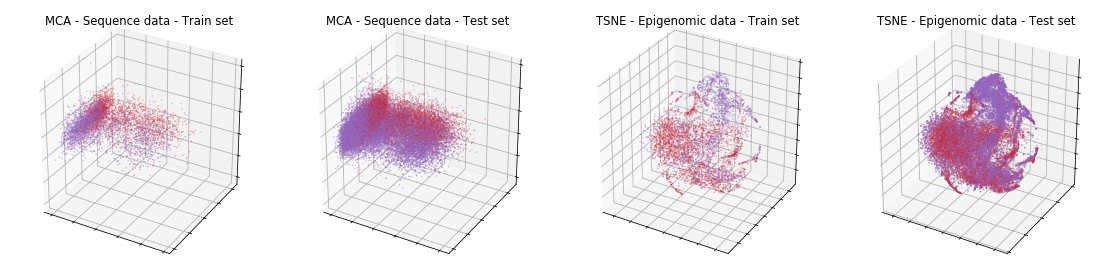 MCA - Sequence data - Train set
MCA - Sequence data - Test set
TSNE - Epigenomic data - Train set
TSNE - Epigenomic data - Test set